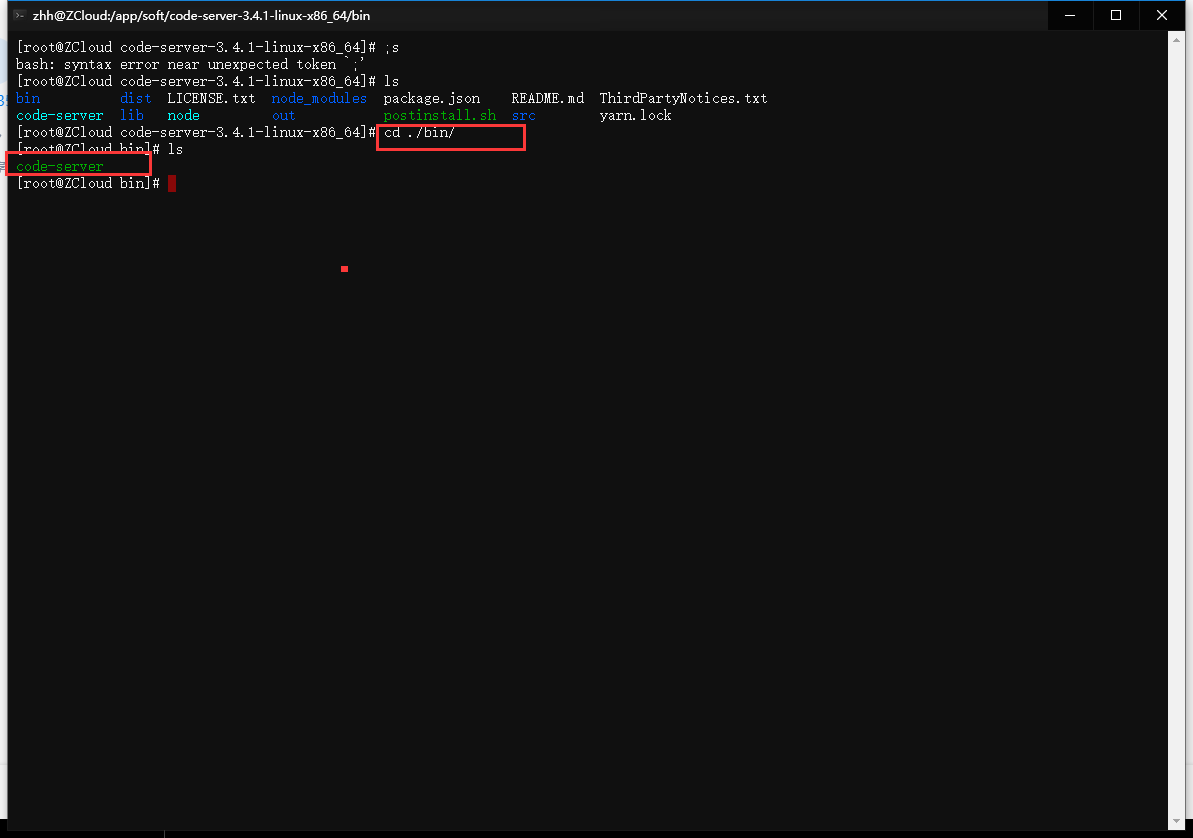 zhh@ZCloud:/app/soft/code-server-3.4.1-linux-x86_64/bin
[root@ZCloud code-server-3.4.1-linux-x86_64]# ;s
bash: syntax error near unexpected token `;'
[root@ZCloud code-server-3.4.1-linux-x86_64]# ls
bin dist LICENSE.txt node_modules package.json README.md ThirdPartyNotices.txt
code-server lib node out postinstall.sh src yarn.lock
[root@ZCloud code-server-3.4.1-linux-x86_64]# cd ./bin/
[root@ZCloud bin]# ls
code-server
[root@ZCloud bin]#